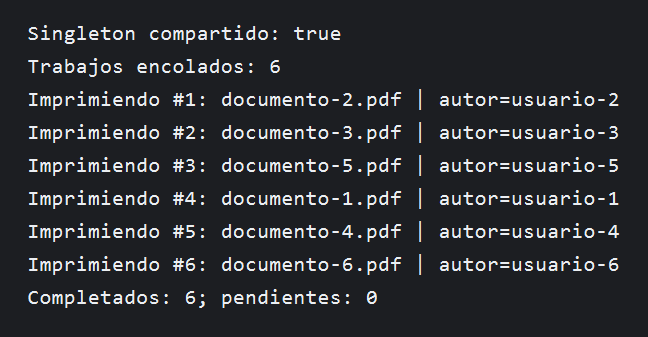 Singleton compartido: true
Trabajos encolados: 6
Imprimiendo #1: documento-2.pdf | autor=usuario-2
Imprimiendo #2: documento-3.pdf | autor=usuario-3
Imprimiendo #3: documento-5.pdf | autor=usuario-5
Imprimiendo #4: documento-1.pdf | autor=usuario-1
Imprimiendo #5: documento-4.pdf | autor=usuario-4
Imprimiendo #6: documento-6.pdf | autor=usuario-6
Completados: 6; pendientes: 0